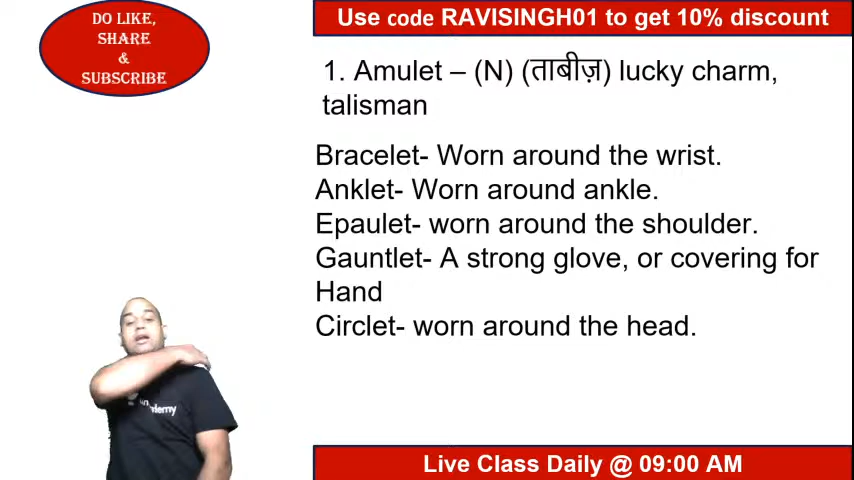 DO LIKE,
SHARE
&
SUBSCRIBE
Use code RAVISINGH01 to get 10% discount
1. Amulet – (N) (ताबीज़) lucky charm,
talisman
Bracelet- Worn around the wrist.
Anklet- Worn around ankle.
Epaulet- worn around the shoulder.
Gauntlet- A strong glove, or covering for
Hand
Circlet- worn around the head.
Live Class Daily @ 09:00 AM